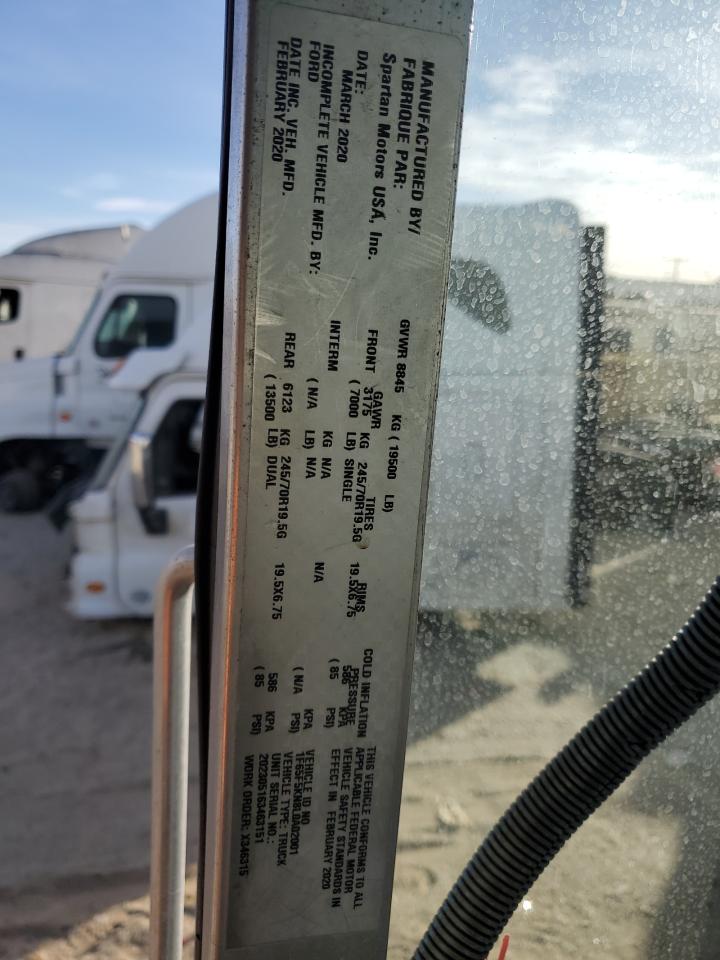 MANUFACTURED BY/
FABRIQUE PAR:
Spartan Motors USA, Inc.
DATE:
MARCH 2020
INCOMPLETE VEHICLE MFD. BY:
FORD
DATE INC. VEH. MFD.
FEBRUARY 2020
GVWR 8845 KG ( 19500 LB)
GAWR TIRES RIMS COLD INFLATION PRESSURE
FRONT 3175 KG 245/70R19.5G 19.5X6.75 586 KPA
( 7000 LB) SINGLE ( 85 PSI)
INTERM KG N/A N/A KPA
( N/A LB) N/A ( N/A PSI)
REAR 6123 KG 245/70R19.5G 19.5X6.75 586 KPA
( 13500 LB) DUAL ( 85 PSI)
THIS VEHICLE CONFORMS TO ALL
APPLICABLE FEDERAL MOTOR
VEHICLE SAFETY STANDARDS IN
EFFECT IN FEBRUARY 2020
VEHICLE ID NO
1F65F5KN8L0A02001
VEHICLE TYPE: TRUCK
UNIT SERIAL NO.:
202305163463151
WORK ORDER: X346315